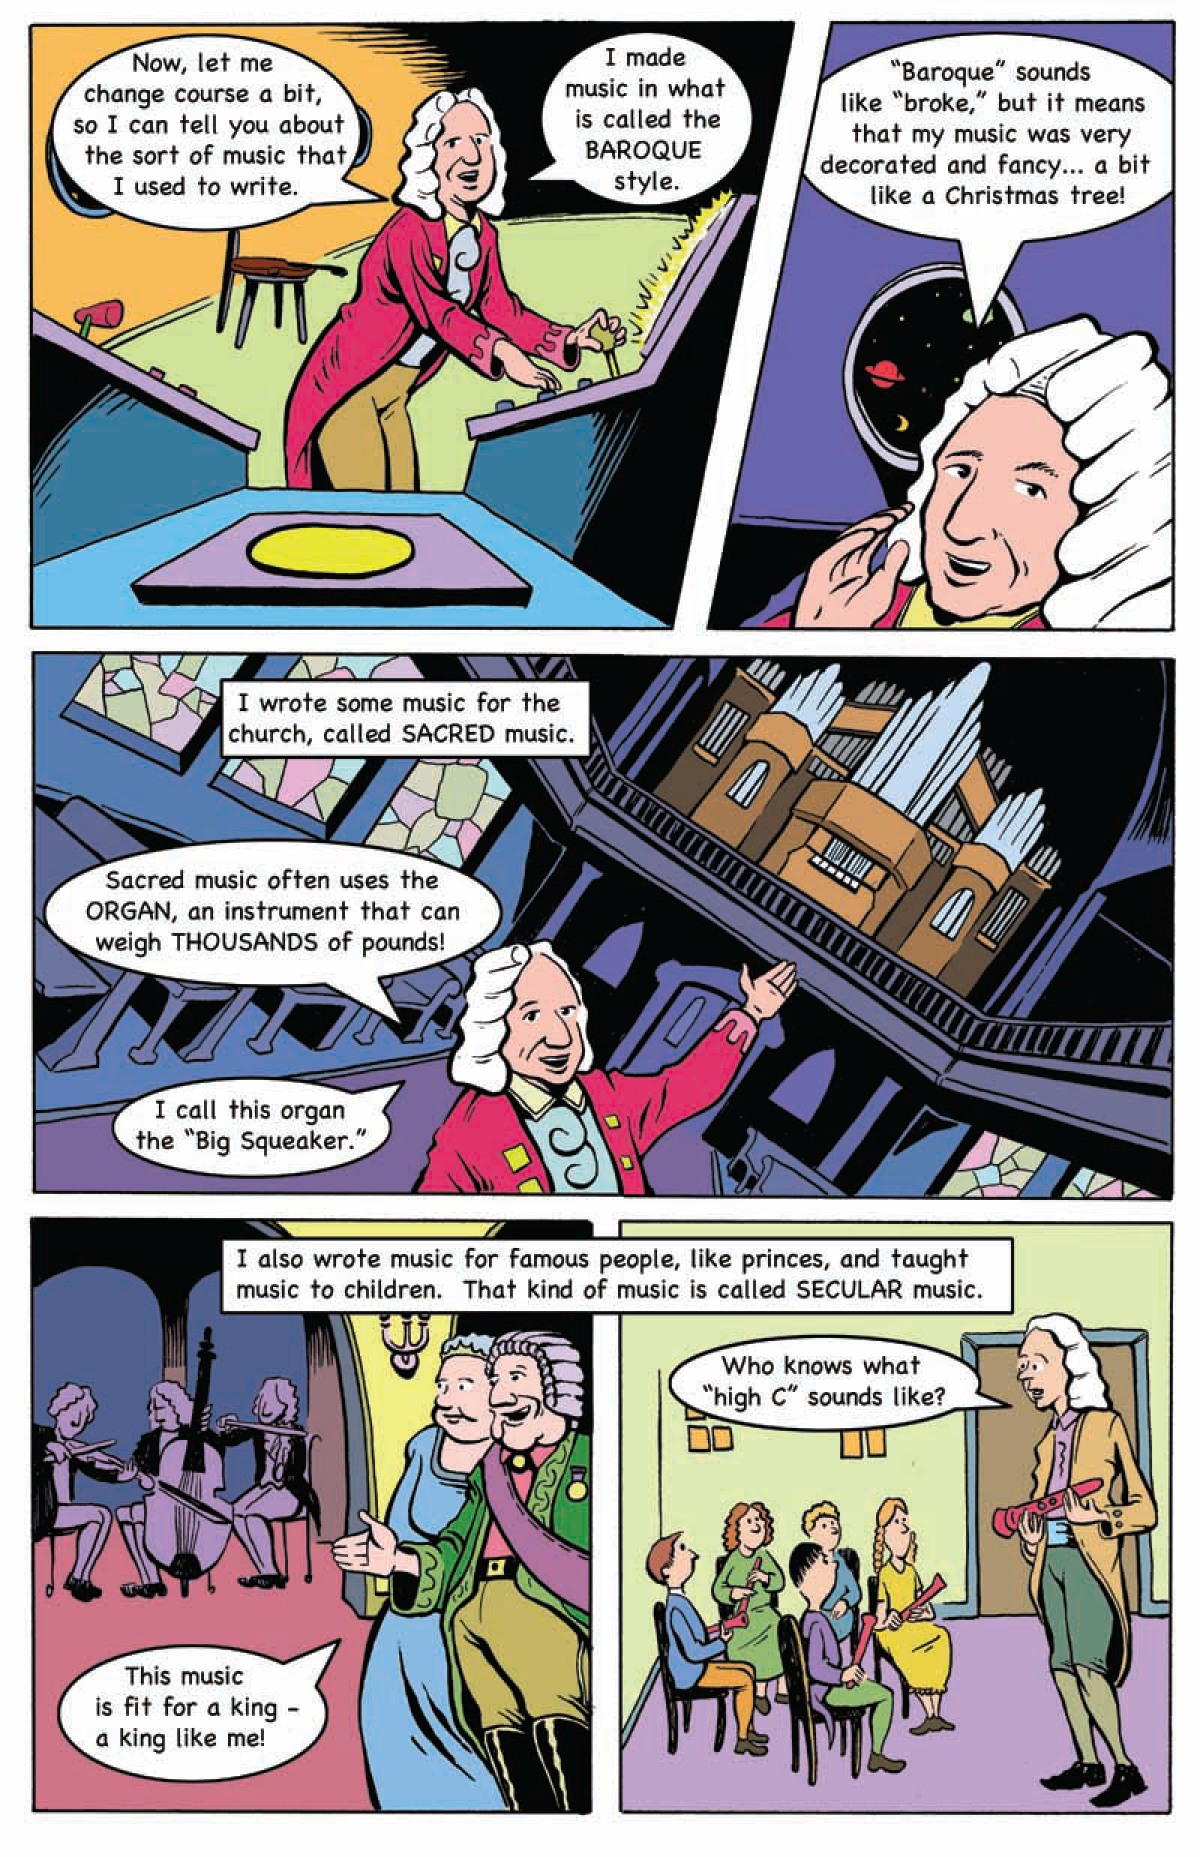 Now, let me
change course a bit,
so I can tell you about
the sort of music that
I used to write.
I made
music in what
is called the
BAROQUE
style.
"Baroque" sounds
like "broke," but it means
that my music was very
decorated and fancy... a bit
like a Christmas tree!
I wrote some music for the
church, called SACRED music.
Sacred music often uses the
ORGAN, an instrument that can
weigh THOUSANDS of pounds!
I call this organ
the "Big Squeaker."
I also wrote music for famous people, like princes, and taught
music to children. That kind of music is called SECULAR music.
This music
is fit for a king –
a king like me!
Who knows what
"high C" sounds like?